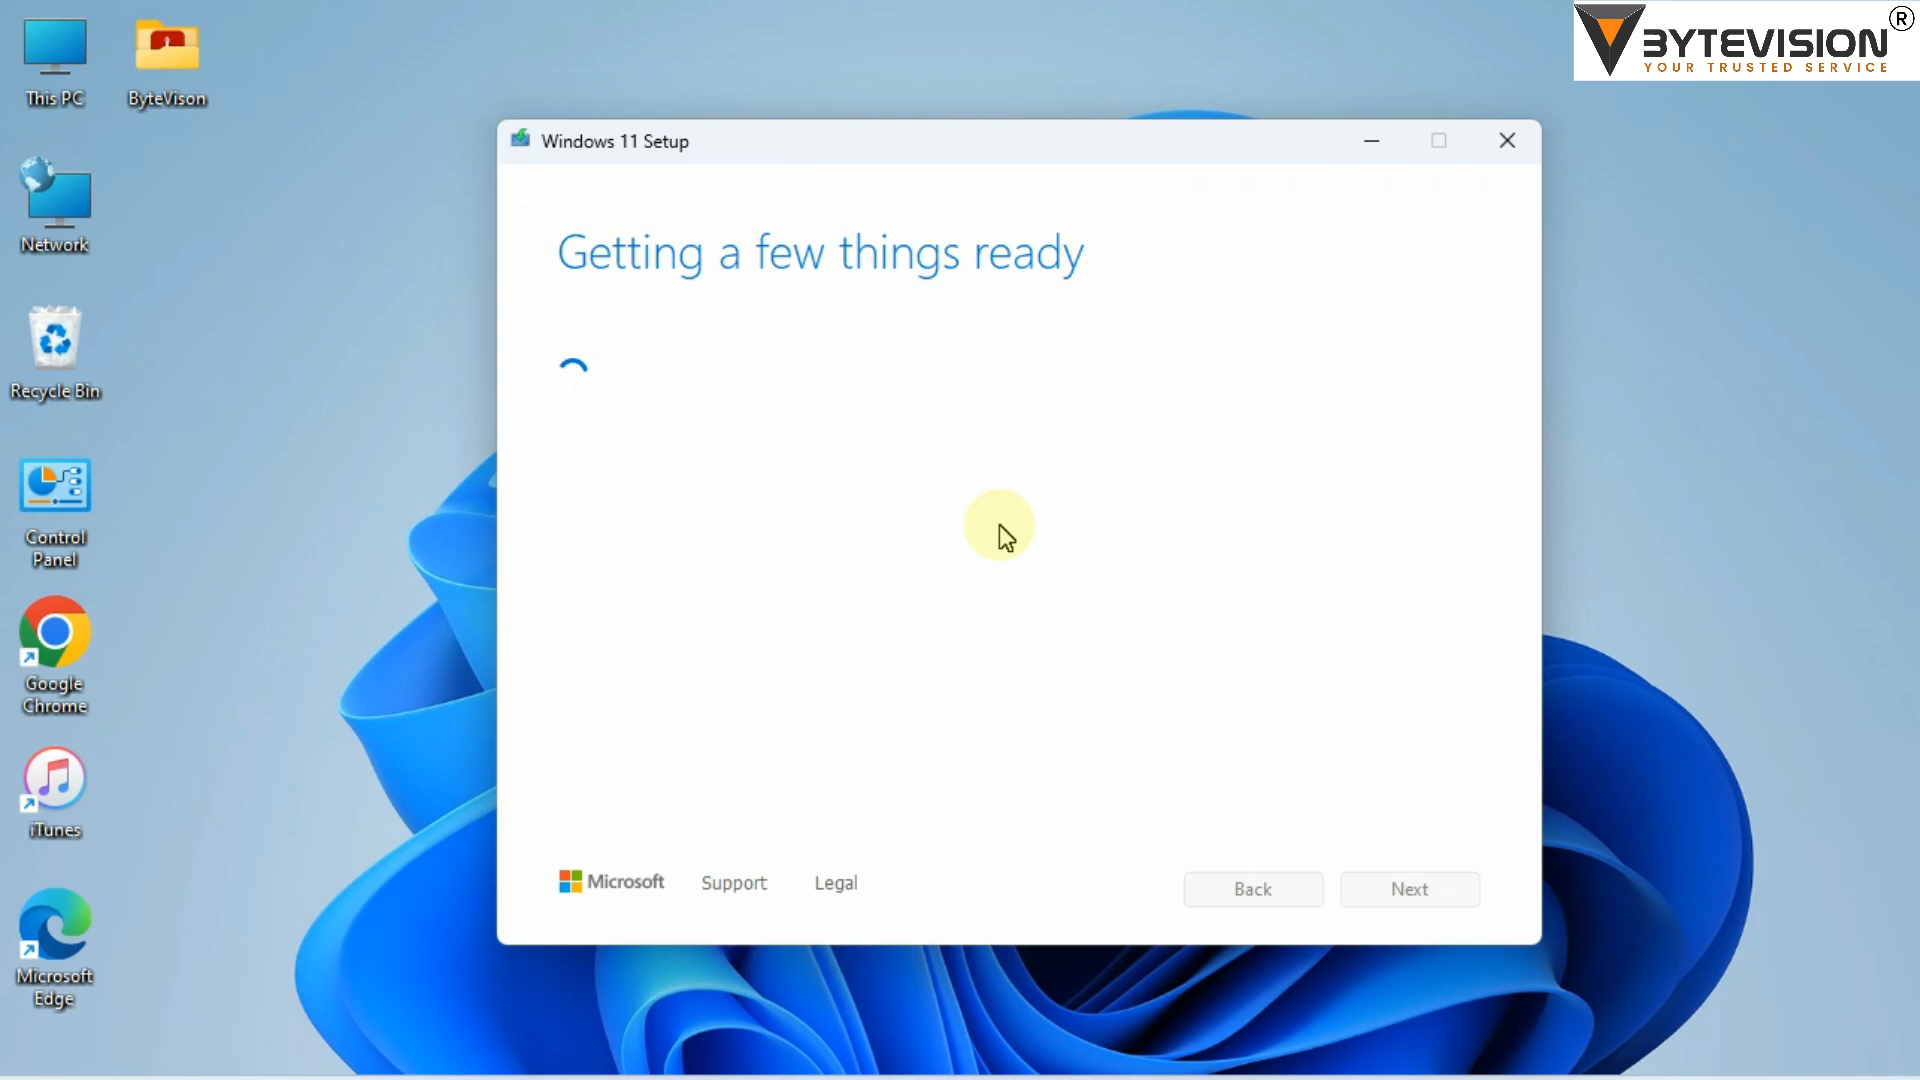 BYTEVISION ®
YOUR TRUSTED SERVICE
This PC
ByteVison
Network
Recycle Bin
Control
Panel
Google
Chrome
iTunes
Microsoft
Edge
Windows 11 Setup
Getting a few things ready
Microsoft
Support
Legal
Back
Next